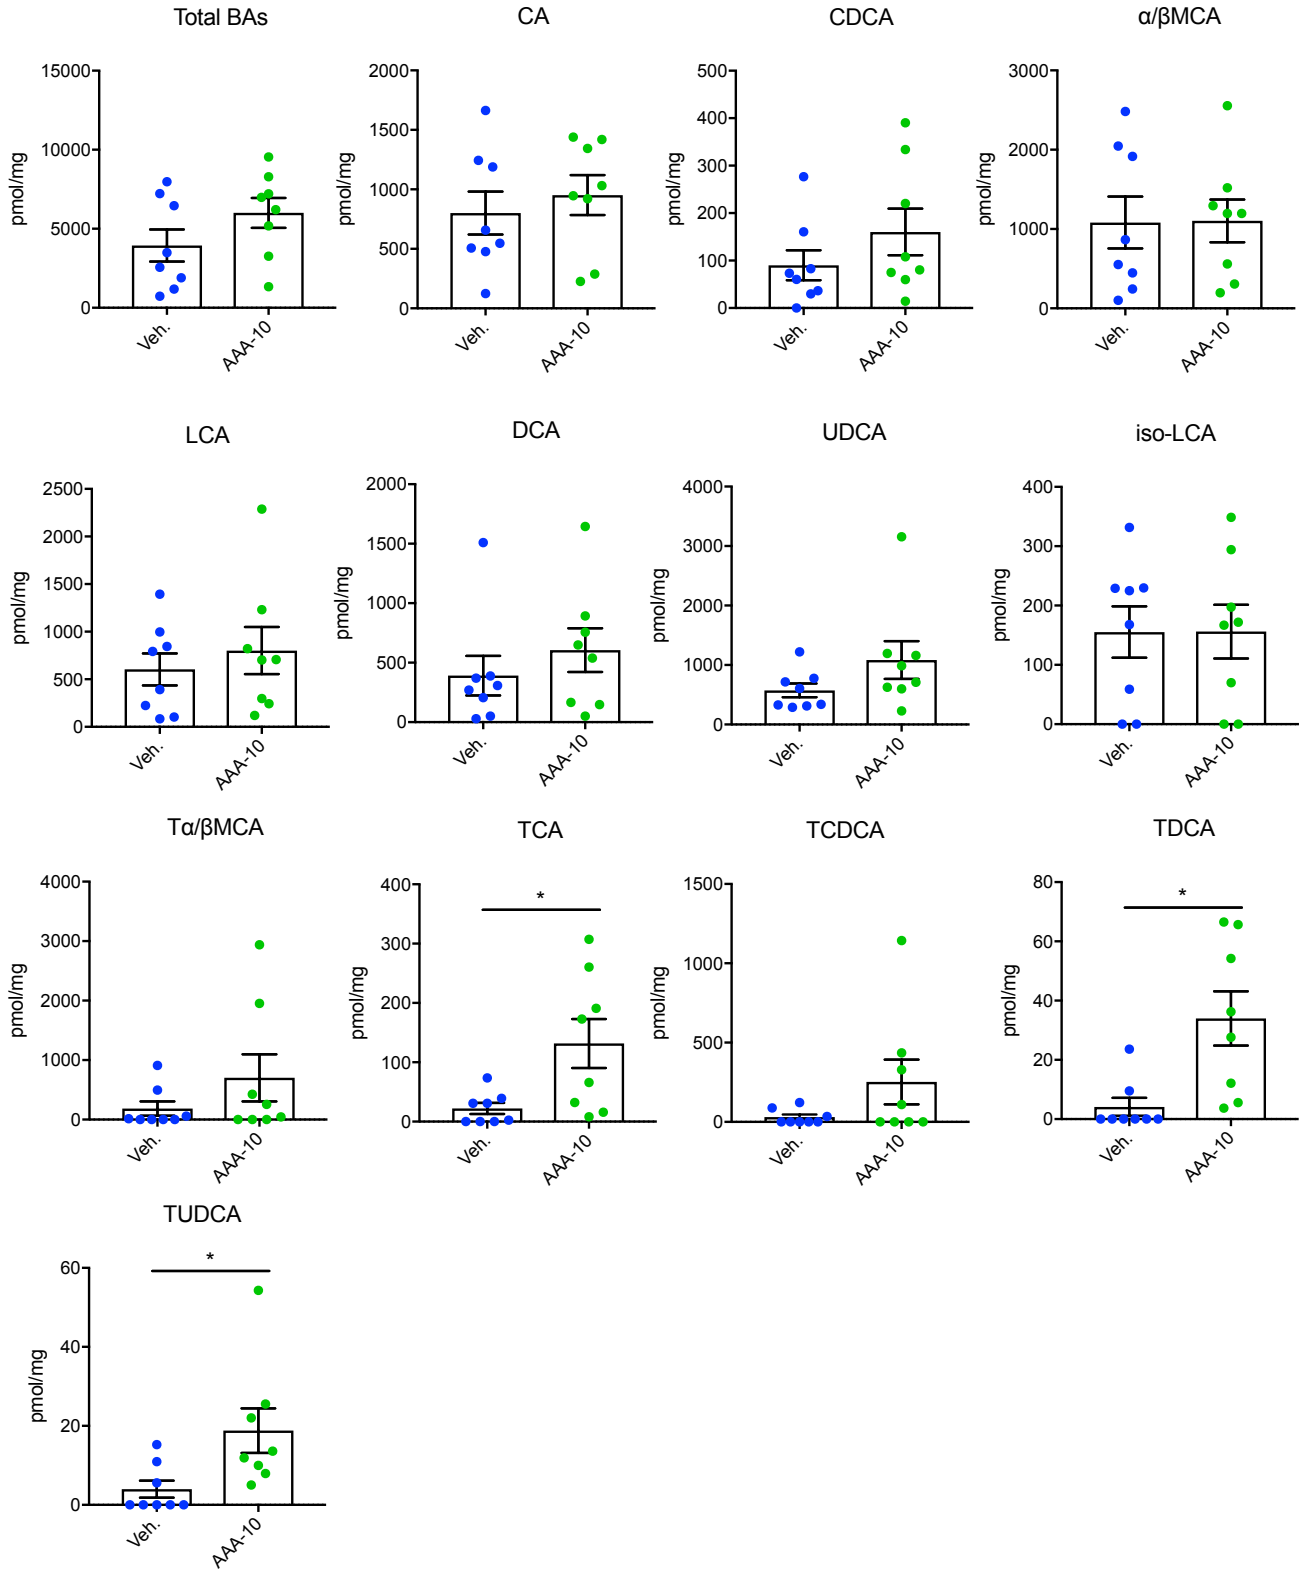 Total BAs
CA
CDCA
α/βMCA
pmol/mg
15000
10000
5000
0
Veh.
AAA-10
pmol/mg
2000
1500
1000
500
0
Veh.
AAA-10
pmol/mg
500
400
300
200
100
0
Veh.
AAA-10
pmol/mg
3000
2000
1000
0
Veh.
AAA-10
LCA
DCA
UDCA
iso-LCA
pmol/mg
2500
2000
1500
1000
500
0
Veh.
AAA-10
pmol/mg
2000
1500
1000
500
0
Veh.
AAA-10
pmol/mg
4000
3000
2000
1000
0
Veh.
AAA-10
pmol/mg
400
300
200
100
0
Veh.
AAA-10
Tα/βMCA
TCA
TCDCA
TDCA
pmol/mg
4000
3000
2000
1000
0
Veh.
AAA-10
pmol/mg
400
300
200
100
0
*
Veh.
AAA-10
pmol/mg
1500
1000
500
0
Veh.
AAA-10
pmol/mg
80
60
40
20
0
*
Veh.
AAA-10
TUDCA
pmol/mg
60
40
20
0
*
Veh.
AAA-10